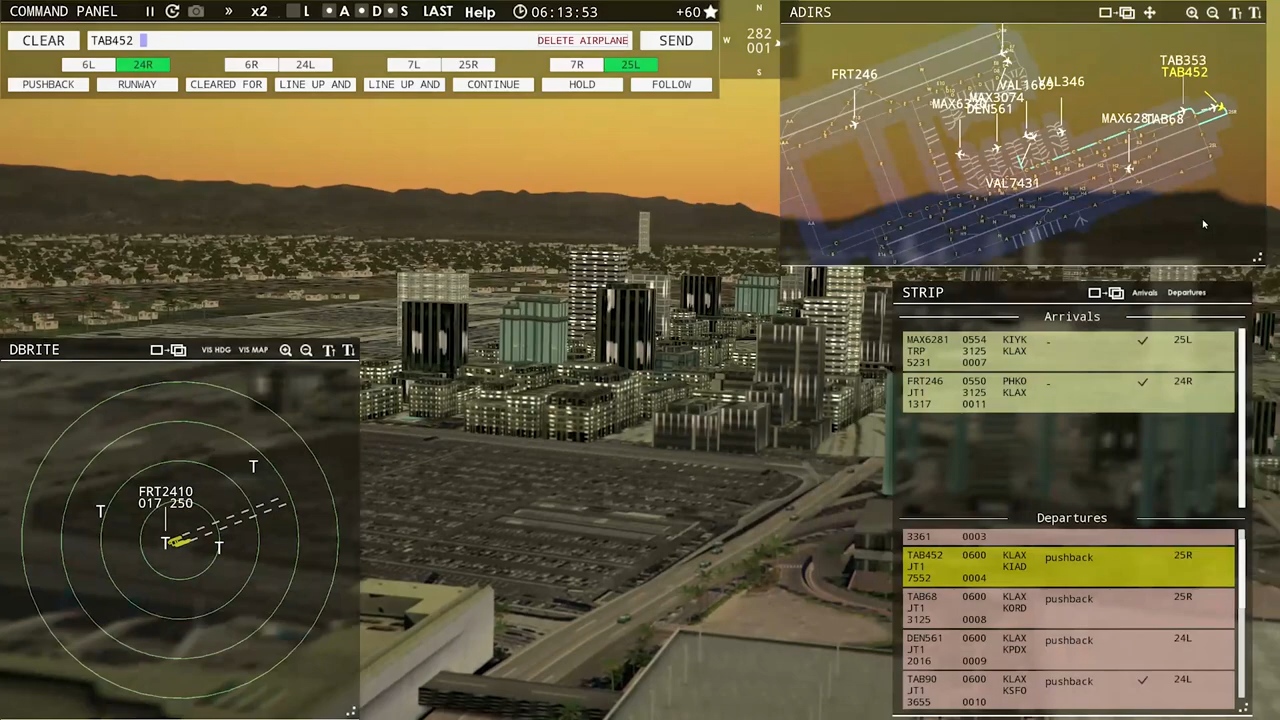 COMMAND PANEL x2 L A D S LAST Help 06:13:53 +60
CLEAR TAB452 DELETE AIRPLANE SEND
6L 24R 6R 24L 7L 25R 7R 25L
PUSHBACK RUNWAY CLEARED FOR LINE UP AND LINE UP AND CONTINUE HOLD FOLLOW
N
W 282
001
S
ADIRS
TAB353
TAB452
FRT246
VAL1669
VAL346
MAX3074
DEN561
MAX6281
TAB68
VAL7431
STRIP Arrivals Departures
Arrivals
MAX6281 0554 KIYK - 25L
TRP 3125 KLAX
5231 0007
FRT246 0550 PHKO - 24R
JT1 3125 KLAX
1317 0011
Departures
3361 0003
TAB452 0600 KLAX pushback 25R
JT1 KIAD
7552 0004
TAB68 0600 KLAX pushback 25R
JT1 KORD
3125 0008
DEN561 0600 KLAX pushback 24L
JT1 KPDX
2016 0009
TAB90 0600 KLAX pushback 24L
JT1 KSFO
3655 0010
DBRITE VIS HDG VIS MAP
FRT2410
017 250
T
T
T
T